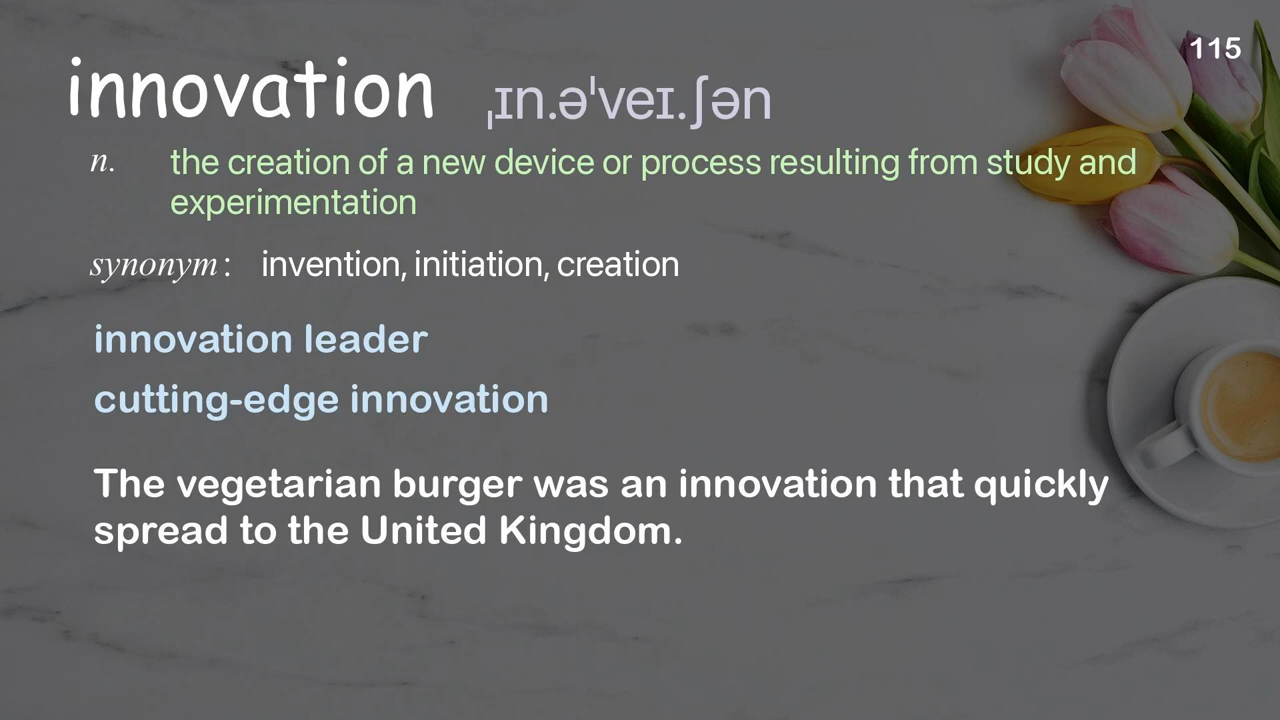 115
innovation ˌɪn.əˈveɪ.ʃən
n. the creation of a new device or process resulting from study and
experimentation
synonym: invention, initiation, creation
innovation leader
cutting-edge innovation
The vegetarian burger was an innovation that quickly
spread to the United Kingdom.